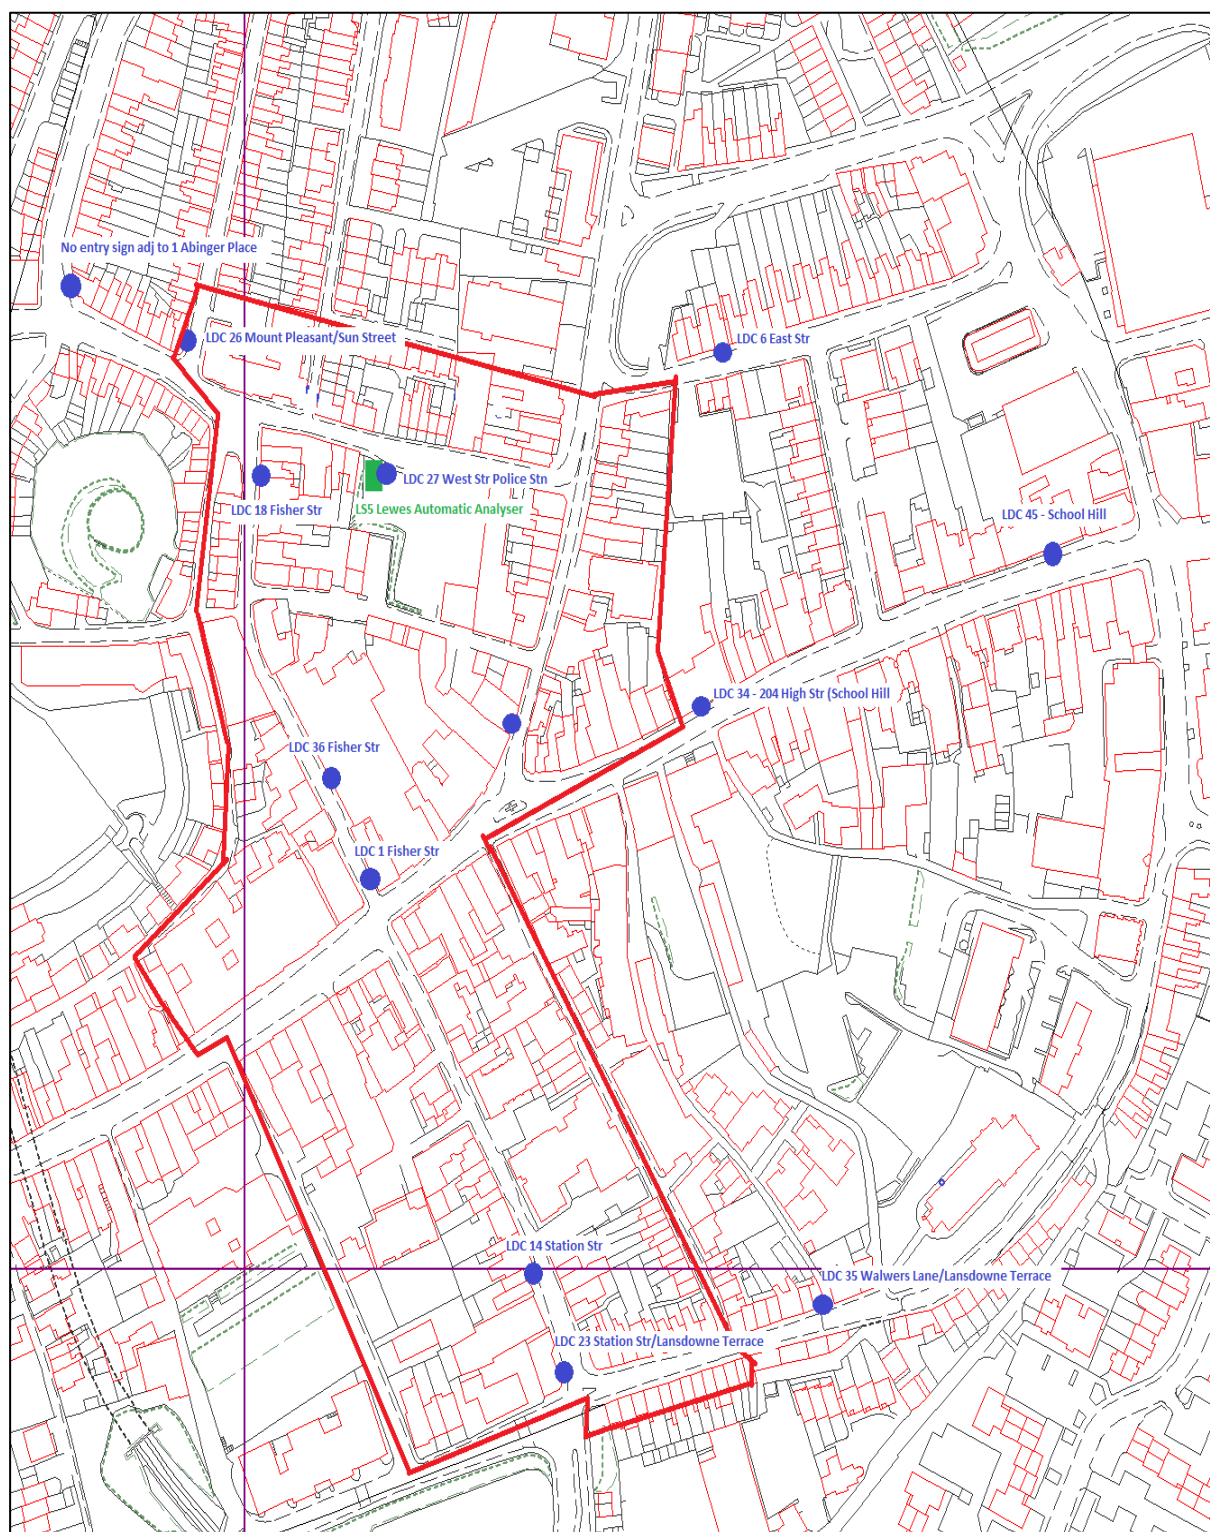 No entry sign adj to 1 Abinger Place
LDC 26 Mount Pleasant/Sun Street
LDC 6 East Str
LDC 27 West Str Police Stn
LDC 18 Fisher Str
LS5 Lewes Automatic Analyser
LDC 45 - School Hill
LDC 34 - 204 High Str (School Hill
LDC 36 Fisher Str
LDC 1 Fisher Str
LDC 14 Station Str
LDC 35 Walwers Lane/Lansdowne Terrace
LDC 23 Station Str/Lansdowne Terrace